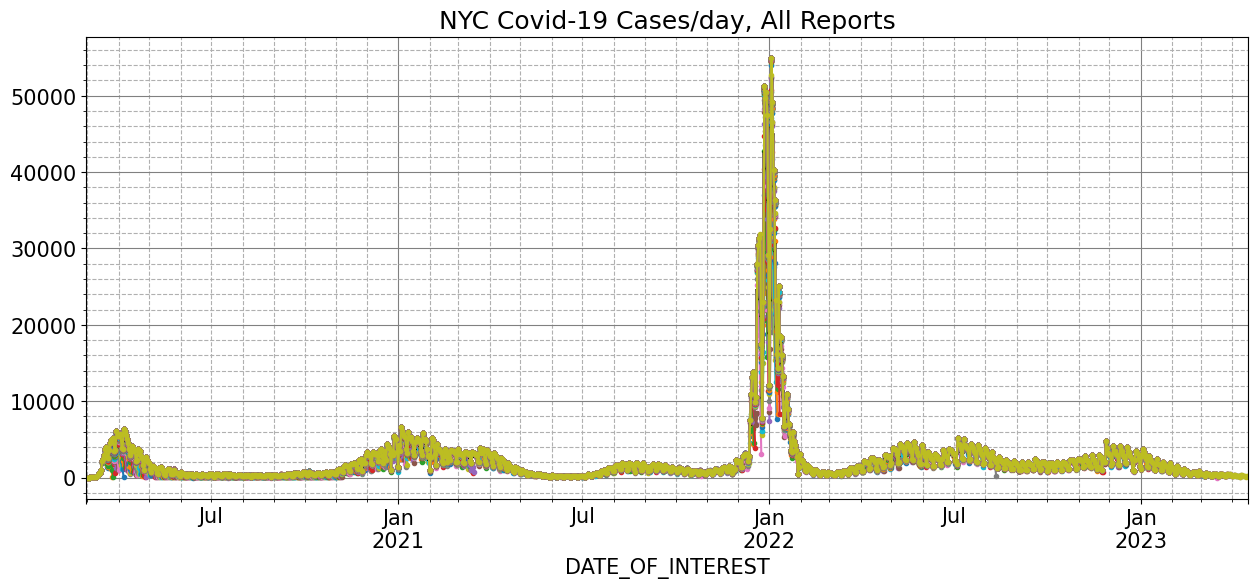 NYC Covid-19 Cases/day, All Reports
50000
40000
30000
20000
10000
0
Jul Jan Jul Jan Jul Jan
2021 2022 2023
DATE_OF_INTEREST